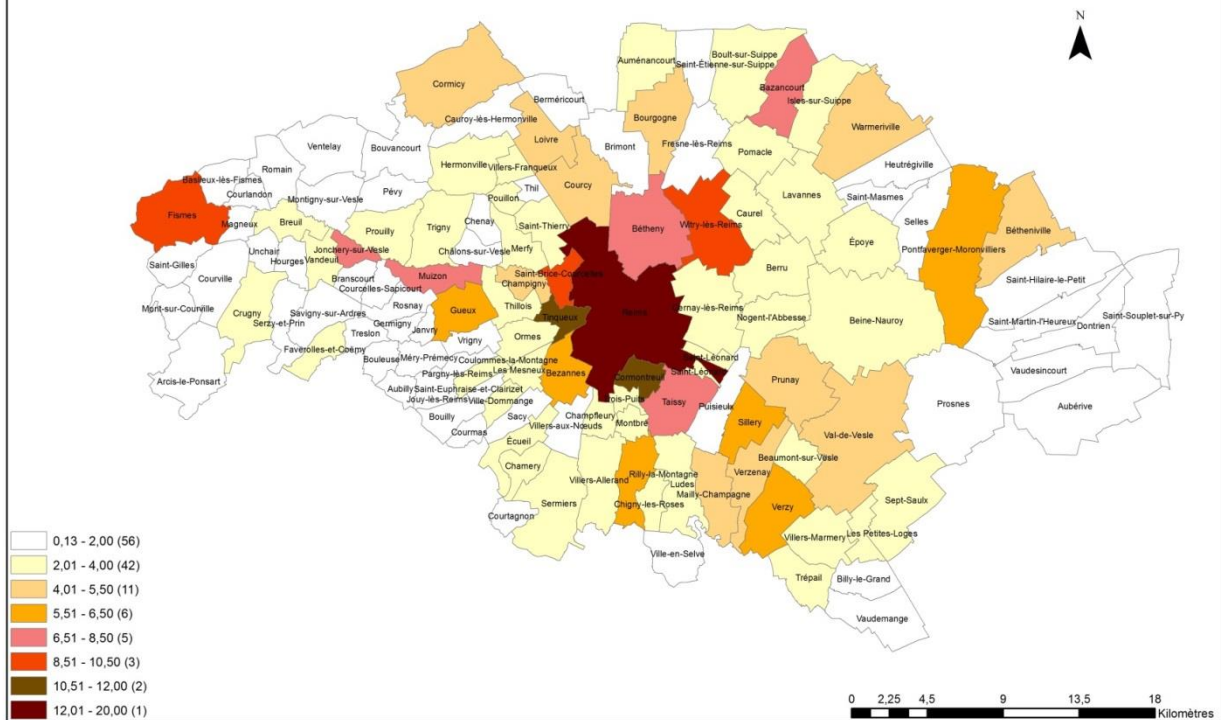 N
Auménancourt
Saint-Étienne-sur-Suippe
Boult-sur-Suippe
Bazancourt
Isles-sur-Suippe
Cormicy
Berméricourt
Cauroy-lès-Hermonville
Loivre
Bourgogne
Warmeriville
Brimont
Fresne-lès-Reims
Heutrégiville
Ventelay
Bouvancourt
Romain
Hermonville
Villers-Franqueux
Pomacle
Courcy
Basileux-lès-Fismes
Courlandon
Montigny-sur-Vesle
Pévy
Pouillon
Thil
Lavannes
Saint-Masmes
Selles
Fismes
Magneux
Breuil
Prouilly
Trigny
Chenay
Saint-Thierry
Bétheny
Witry-lès-Reims
Caurel
Époye
Pontfaverger-Moronvilliers
Bétheniville
Unchair
Hourges
Vandeuil
Jonchery-sur-Vesle
Châlons-sur-Vesle
Merfy
Berru
Saint-Gilles
Courville
Branscourt
Courcelles-Sapicourt
Muizon
Saint-Brice-Courcelles
Champigny
Saint-Hilaire-le-Petit
Mont-sur-Courville
Crugny
Serzy-et-Prin
Savigny-sur-Ardres
Rosnay
Gueux
Thillois
Tinqueux
Reims
Nogent-l'Abbesse
Beine-Nauroy
Saint-Martin-l'Heureux
Dontrien
Saint-Souplet-sur-Py
Treslon
Germigny
Janvry
Vrigny
Ormes
Faverolles-et-Coëmy
Bouleuse
Méry-Prémecy
Coulommes-la-Montagne
Pargny-lès-Reims
Les Mesneux
Bezannes
Cormontreuil
Saint-Léonard
Prunay
Vaudesincourt
Arcis-le-Ponsart
Aubilly
Saint-Euphraise-et-Clairizet
Jouy-lès-Reims
Ville-Dommange
Taissy
Puisieulx
Prosnes
Aubérive
Bouilly
Courmas
Sacy
Villers-aux-Nœuds
Champfleury
Montbré
Sillery
Val-de-Vesle
Écueil
Chamery
Villers-Allerand
Rilly-la-Montagne
Ludes
Verzenay
Beaumont-sur-Vesle
Mailly-Champagne
Sermiers
Chigny-les-Roses
Verzy
Sept-Saulx
Courtagnon
Villers-Marmery
Les Petites-Loges
Ville-en-Selve
Trépail
Billy-le-Grand
Vaudemange
0,13 - 2,00 (56)
2,01 - 4,00 (42)
4,01 - 5,50 (11)
5,51 - 6,50 (6)
6,51 - 8,50 (5)
8,51 - 10,50 (3)
10,51 - 12,00 (2)
12,01 - 20,00 (1)
0 2,25 4,5 9 13,5 18
Kilomètres